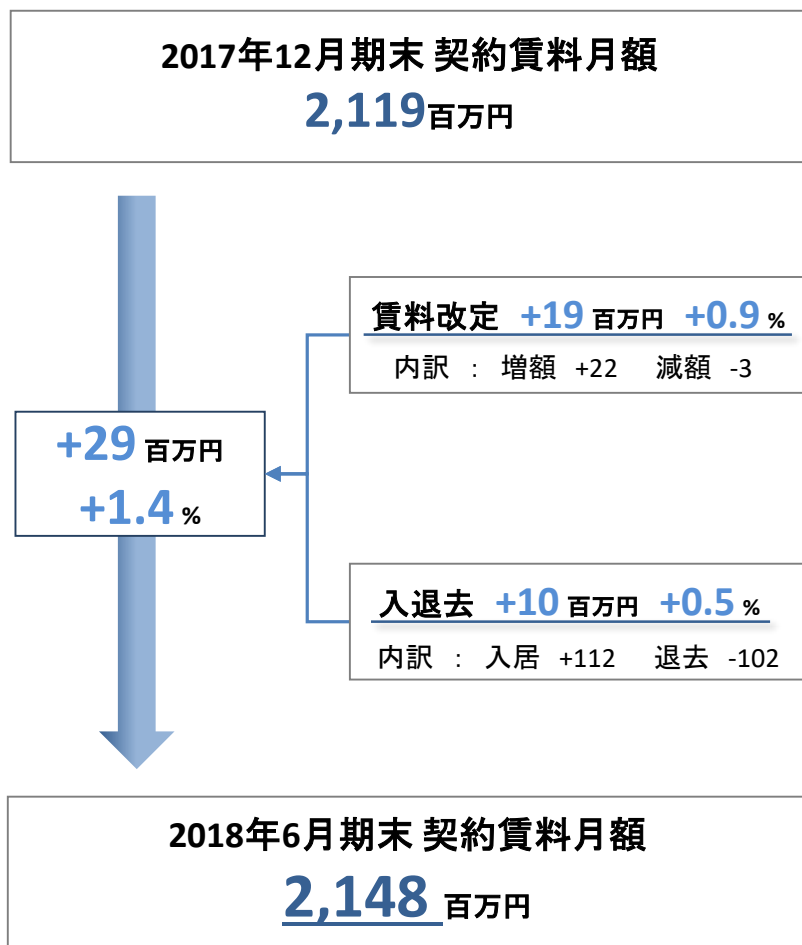 2017年12月期末 契約賃料月額
2,119百万円
賃料改定 +19 百万円 +0.9 %
内訳 : 増額 +22 減額 -3
+29 百万円
+1.4 %
入退去 +10 百万円 +0.5 %
内訳 : 入居 +112 退去 -102
2018年6月期末 契約賃料月額
2,148 百万円